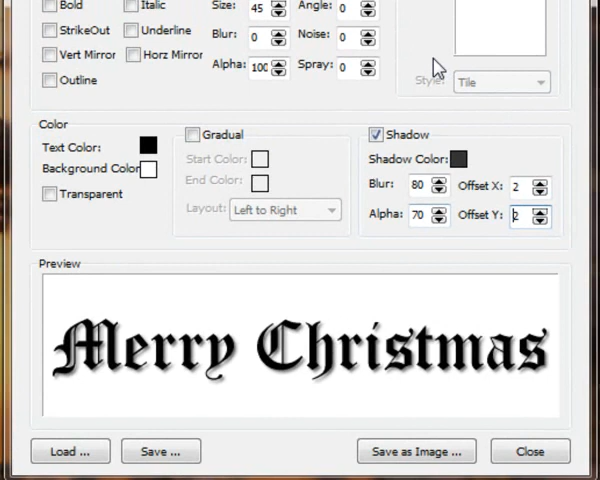 Bold Italic Size: 45 Angle: 0
StrikeOut Underline Blur: 0 Noise: 0
Vert Mirror Horz Mirror Alpha: 100 Spray: 0
Outline Style: Tile
Color
Text Color: Gradual Shadow
Background Color Start Color: Shadow Color:
Transparent End Color: Blur: 80 Offset X: 2
Layout: Left to Right Alpha: 70 Offset Y: 2
Preview
Merry Christmas
Load ... Save ... Save as Image ... Close